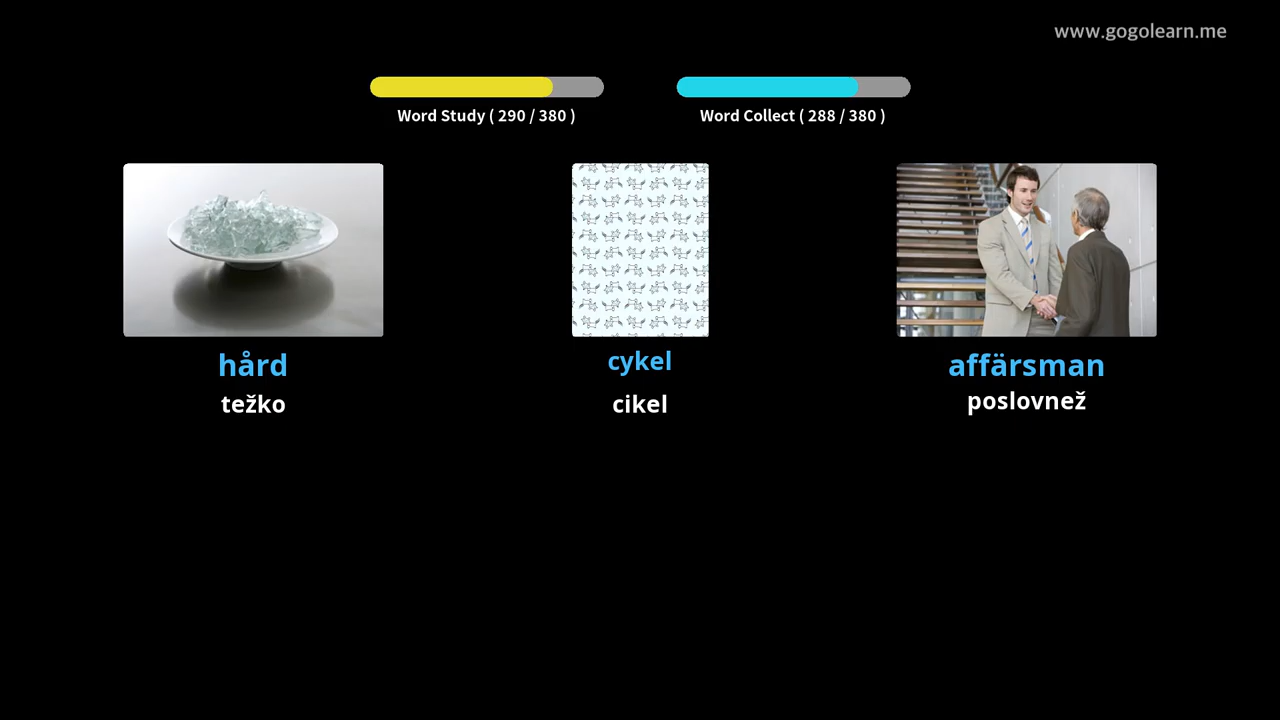 www.gogolearn.me
Word Study ( 290 / 380 )
Word Collect ( 288 / 380 )
hård
težko
cykel
cikel
affärsman
poslovnež